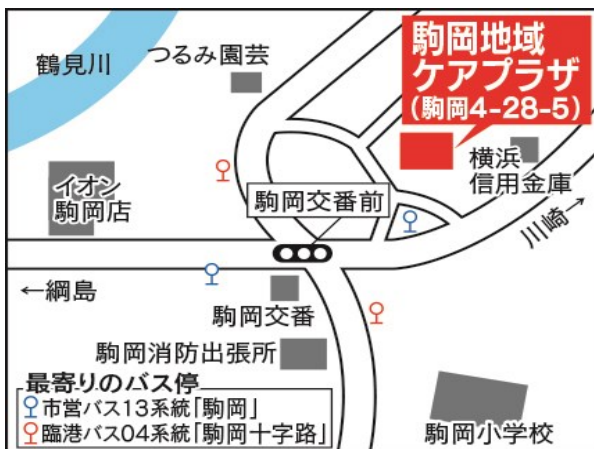 駒岡地域
ケアプラザ
(駒岡4-28-5)
鶴見川
つるみ園芸
横浜
信用金庫
イオン
駒岡店
駒岡交番前
川崎→
←綱島
駒岡交番
駒岡消防出張所
最寄りのバス停
市営バス13系統「駒岡」
臨港バス04系統「駒岡十字路」
駒岡小学校